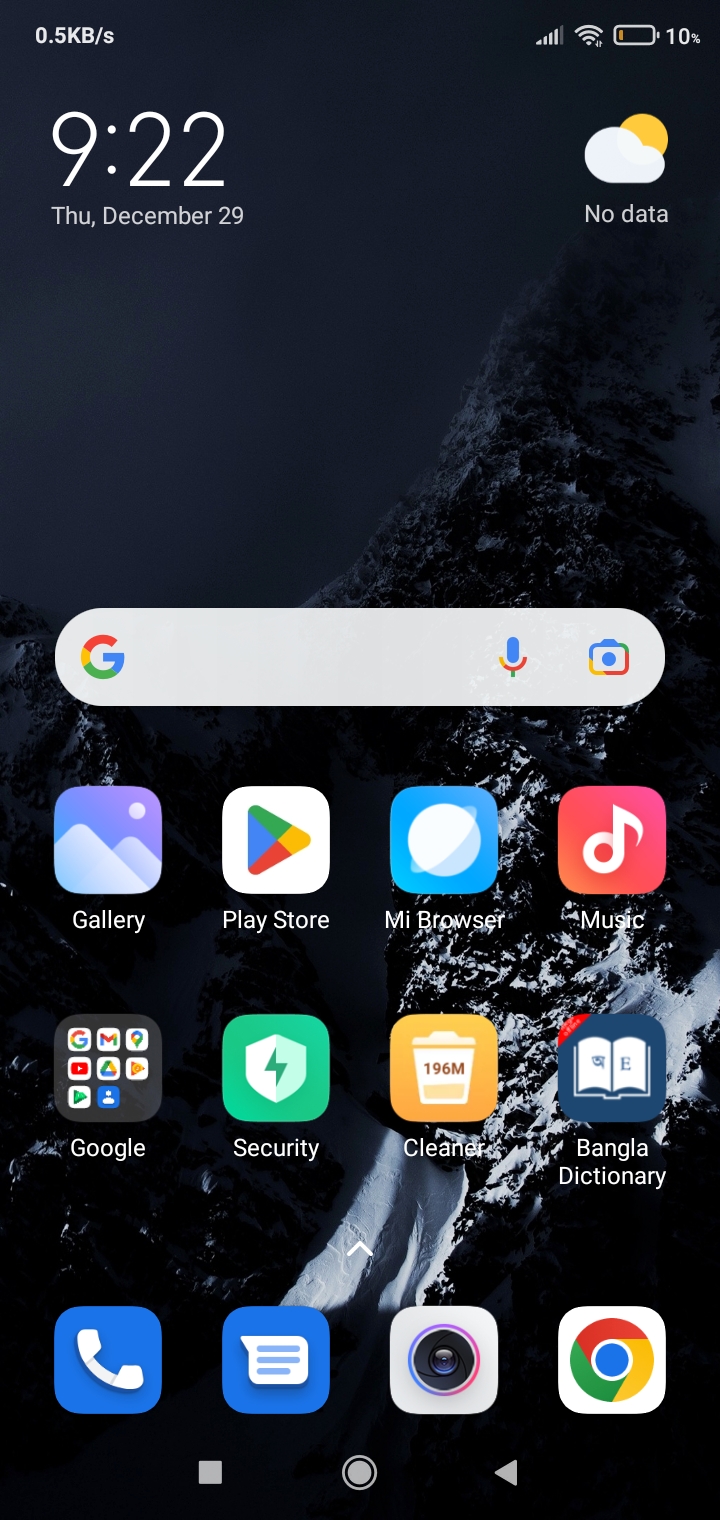 0.5KB/s
10%
9:22
Thu, December 29
No data
Gallery
Play Store
Mi Browser
Music
196M
অ E
Google
Security
Cleaner
Bangla
Dictionary